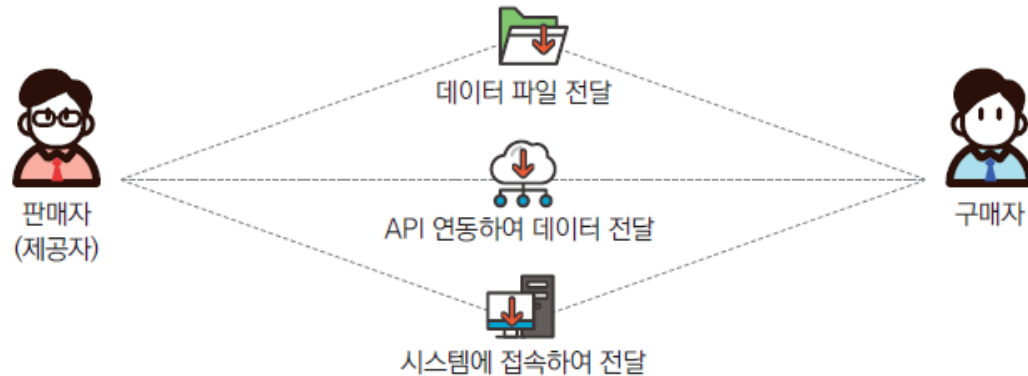 데이터 파일 전달
판매자
(제공자)
API 연동하여 데이터 전달
구매자
시스템에 접속하여 전달